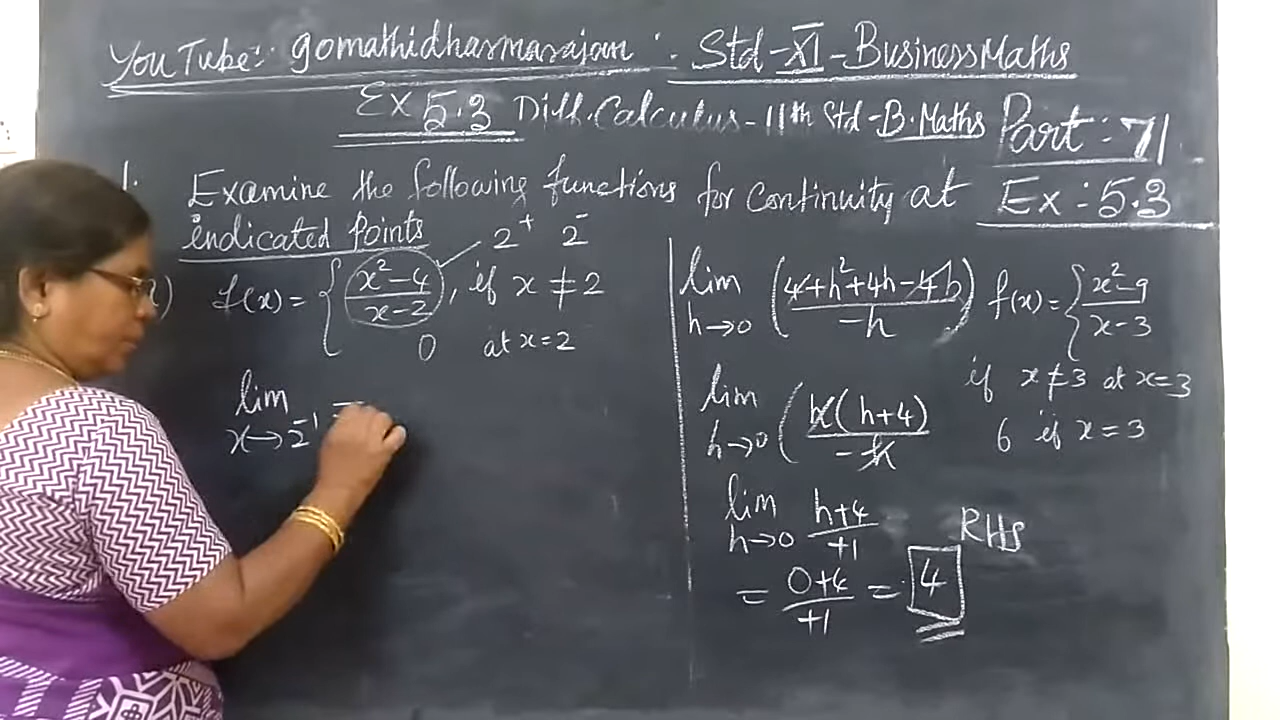 YouTube: gomathidharmarajan : Std-XI-Business Maths
Ex 5.3 Diff. Calculus - 11th Std - B. Maths Part: 71
1. Examine the following functions for continuity at Ex: 5.3
indicated points
2⁺ 2⁻
a) f(x) = { x²-4 / x-2 , if x ≠ 2
0 at x = 2
lim x→2⁻ =
lim h→0 (4+h²+4h-4 / -h)
lim h→0 ( h(h+4) / -h
lim h→0 h+4 / +1
= 0+4 / +1 = 4
RHS
f(x) = { x²-9 / x-3
if x ≠ 3 at x=3
6 if x = 3